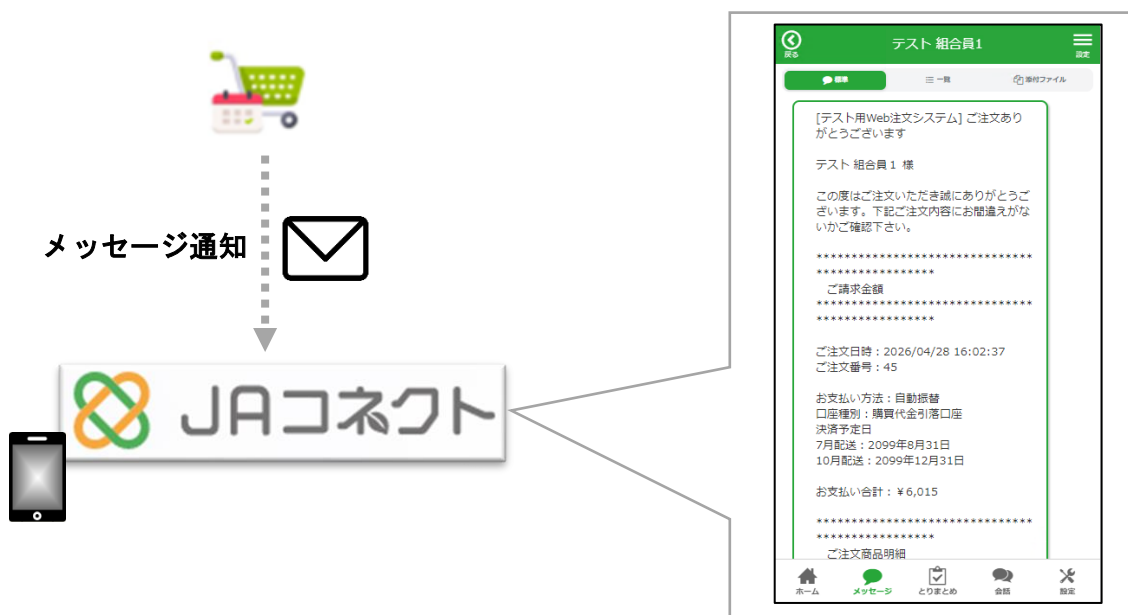 メッセージ通知
JAコネクト
テスト 組合員1
戻る
設定
標準
一覧
添付ファイル
[テスト用Web注文システム] ご注文あり
がとうございます
テスト 組合員１ 様
この度はご注文いただき誠にありがとうご
ざいます。下記ご注文内容にお間違えがな
いかご確認下さい。
*******************************
*****************
ご請求金額
*******************************
*****************
ご注文日時：2026/04/28 16:02:37
ご注文番号：45
お支払い方法：自動振替
口座種別：購買代金引落口座
決済予定日
7月配送：2099年8月31日
10月配送：2099年12月31日
お支払い合計：￥6,015
*******************************
*****************
ご注文商品明細
ホーム
メッセージ
とりまとめ
会話
設定